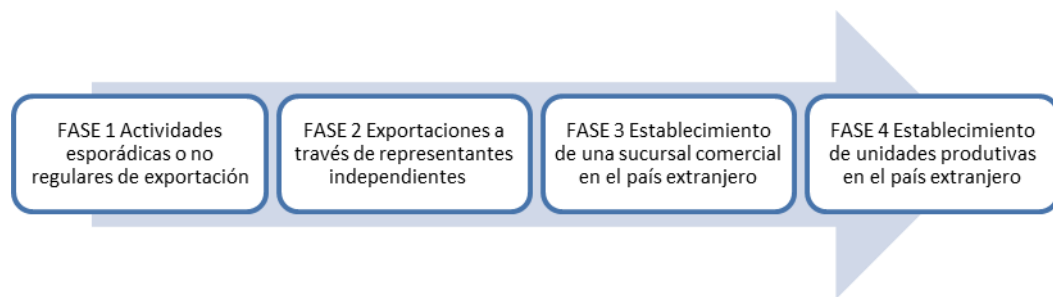 FASE 1 Actividades
esporádicas o no
regulares de exportación
FASE 2 Exportaciones a
través de representantes
independientes
FASE 3 Establecimiento
de una sucursal comercial
en el país extranjero
FASE 4 Establecimiento
de unidades produtivas
en el país extranjero